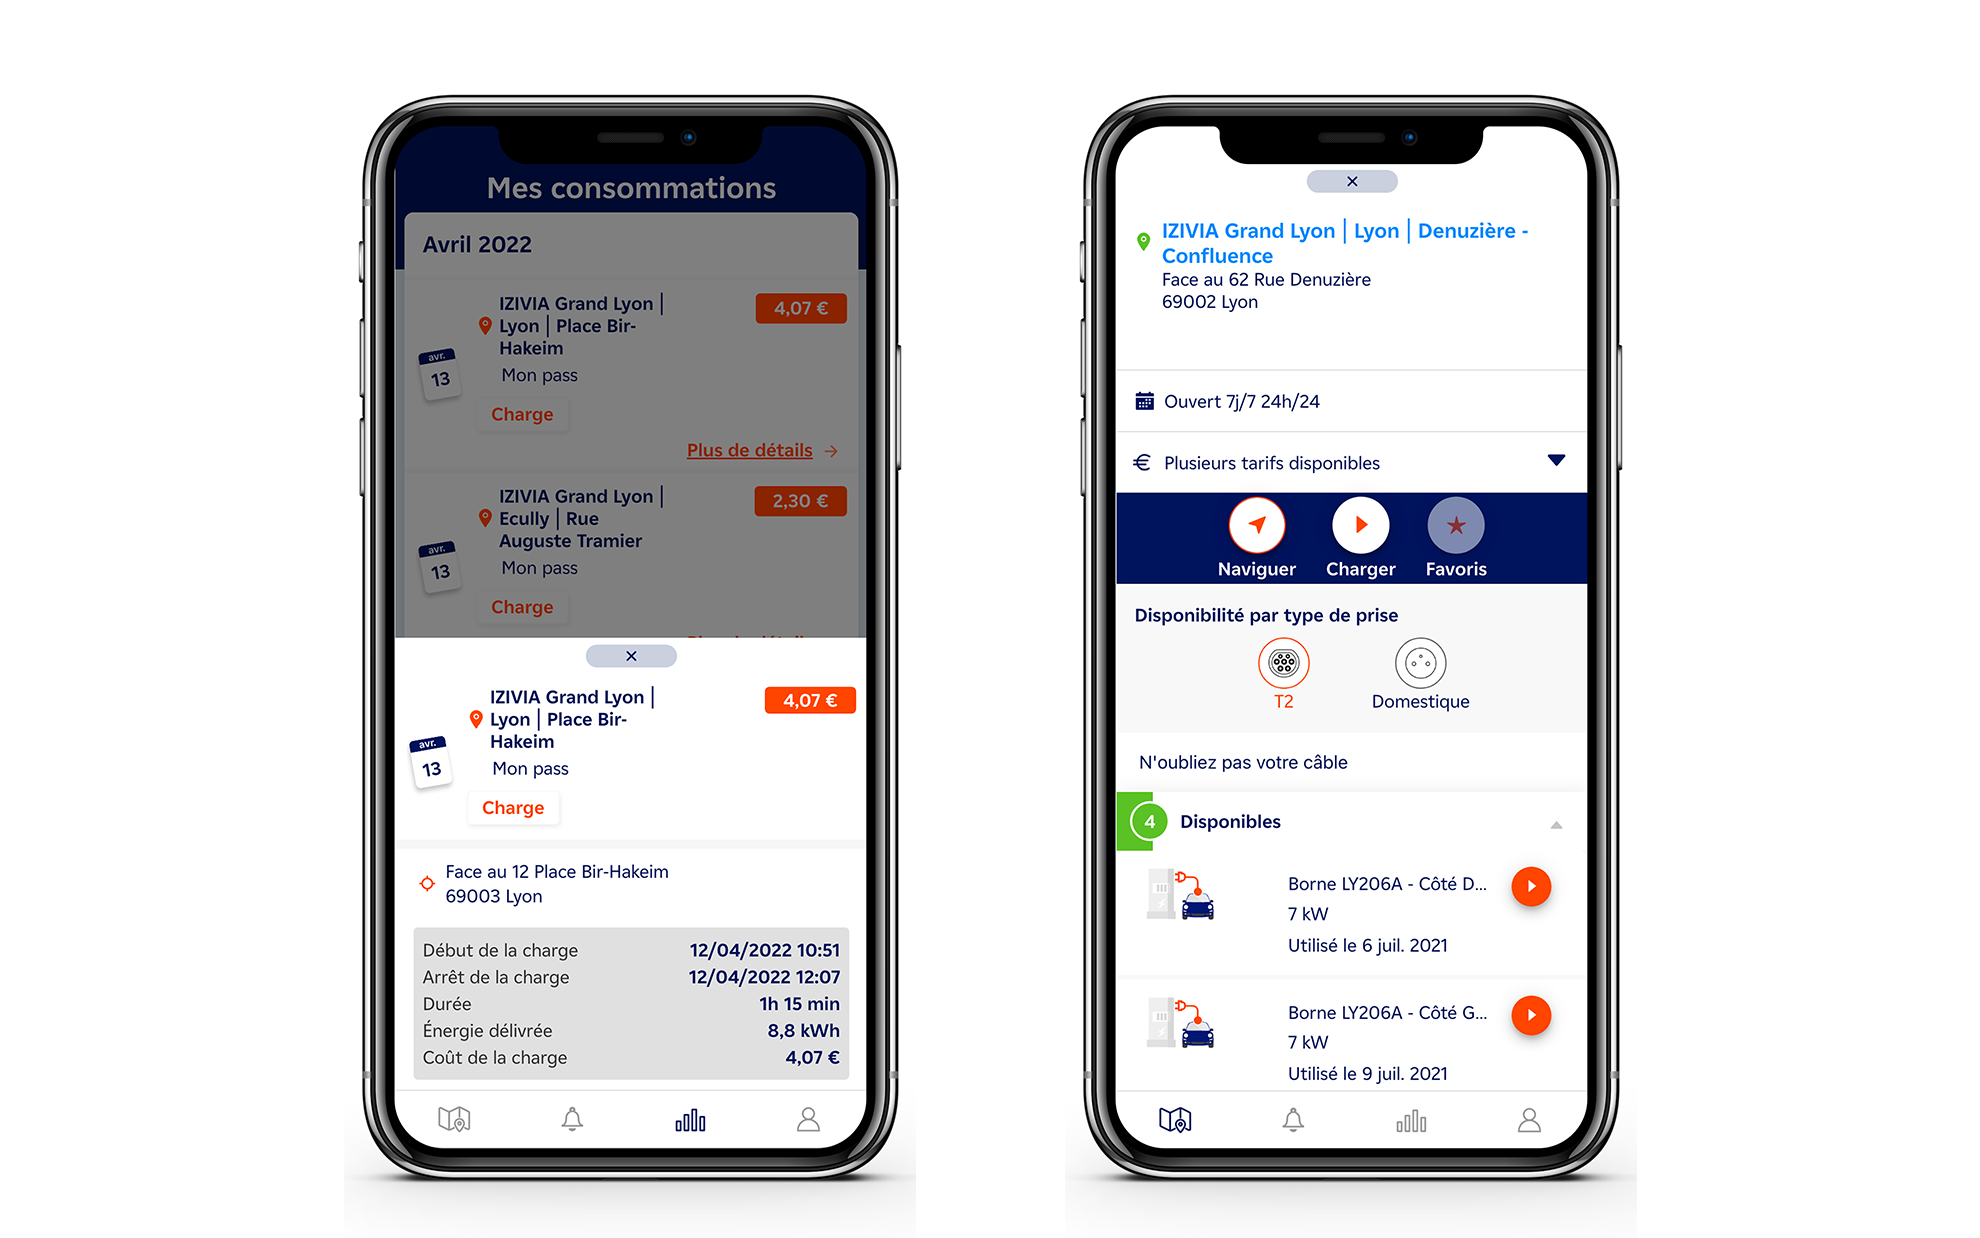 Mes consommations
Avril 2022
IZIVIA Grand Lyon |
Lyon | Place Bir-
Hakeim
4,07 €
avr.
13
Mon pass
Charge
Plus de détails
IZIVIA Grand Lyon |
Ecully | Rue
Auguste Tramier
2,30 €
avr.
13
Mon pass
Charge
IZIVIA Grand Lyon |
Lyon | Place Bir-
Hakeim
4,07 €
avr.
13
Mon pass
Charge
Face au 12 Place Bir-Hakeim
69003 Lyon
Début de la charge 12/04/2022 10:51
Arrêt de la charge 12/04/2022 12:07
Durée 1h 15 min
Énergie délivrée 8,8 kWh
Coût de la charge 4,07 €
IZIVIA Grand Lyon | Lyon | Denuzière -
Confluence
Face au 62 Rue Denuzière
69002 Lyon
Ouvert 7j/7 24h/24
€ Plusieurs tarifs disponibles
Naviguer Charger Favoris
Disponibilité par type de prise
T2 Domestique
N'oubliez pas votre câble
4 Disponibles
Borne LY206A - Côté D...
7 kW
Utilisé le 6 juil. 2021
Borne LY206A - Côté G...
7 kW
Utilisé le 9 juil. 2021